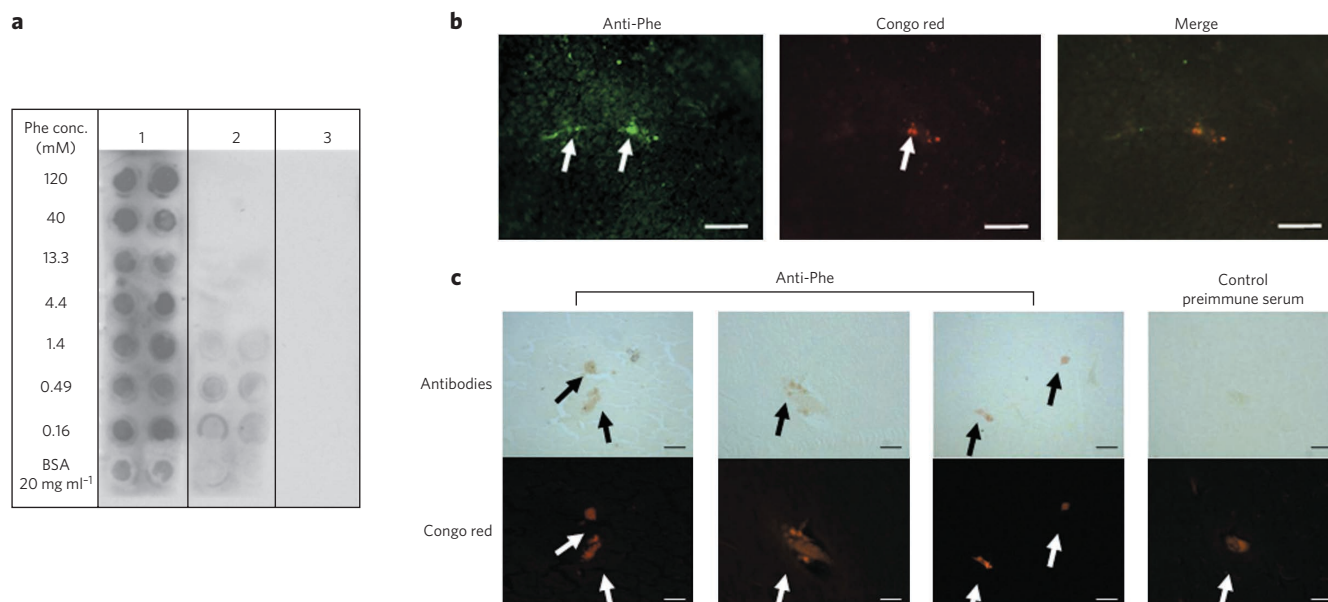 a
Phe conc.
(mM)
1
2
3
120
40
13.3
4.4
1.4
0.49
0.16
BSA
20 mg ml⁻¹
b
Anti-Phe
Congo red
Merge
c
Anti-Phe
Control
preimmune serum
Antibodies
Congo red